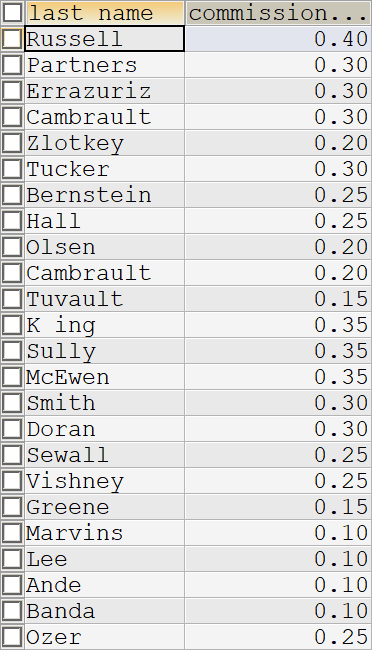 last name commission...
Russell 0.40
Partners 0.30
Errazuriz 0.30
Cambrault 0.30
Zlotkey 0.20
Tucker 0.30
Bernstein 0.25
Hall 0.25
Olsen 0.20
Cambrault 0.20
Tuvault 0.15
K ing 0.35
Sully 0.35
McEwen 0.35
Smith 0.30
Doran 0.30
Sewall 0.25
Vishney 0.25
Greene 0.15
Marvins 0.10
Lee 0.10
Ande 0.10
Banda 0.10
Ozer 0.25